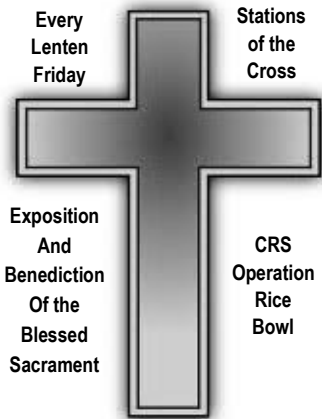 Every
Lenten
Friday
Stations
of the
Cross
Exposition
And
Benediction
Of the
Blessed
Sacrament
CRS
Operation
Rice
Bowl